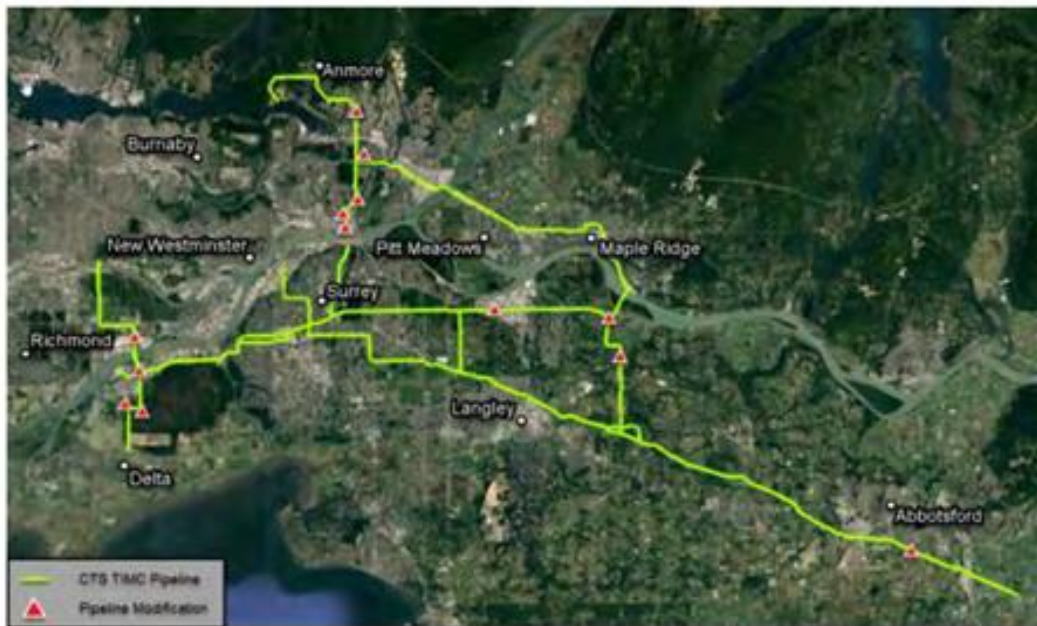 Anmore
Burnaby
New Westminster
Pitt Meadows
Maple Ridge
Surrey
Richmond
Langley
Delta
Abbotsford
CTS TIMC Pipeline
Pipeline Modification